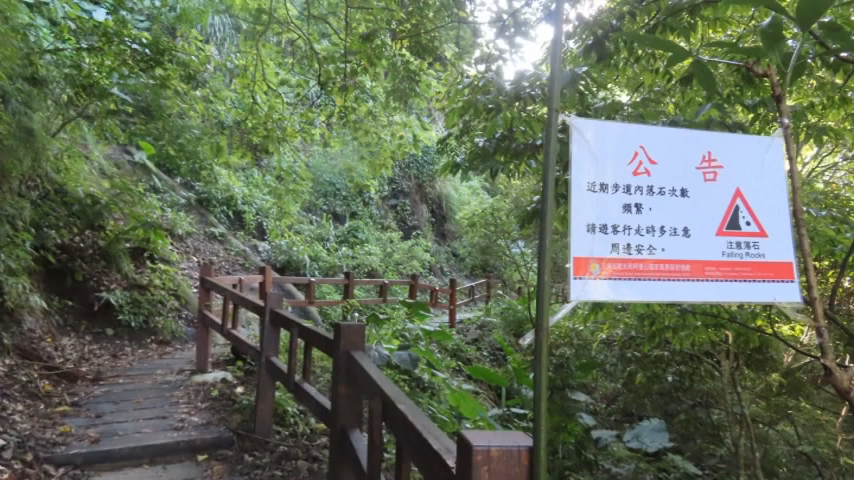 公告
近期步道內落石次數
頻繁，
請遊客行走時多注意
周邊安全。
注意落石
Falling Rocks